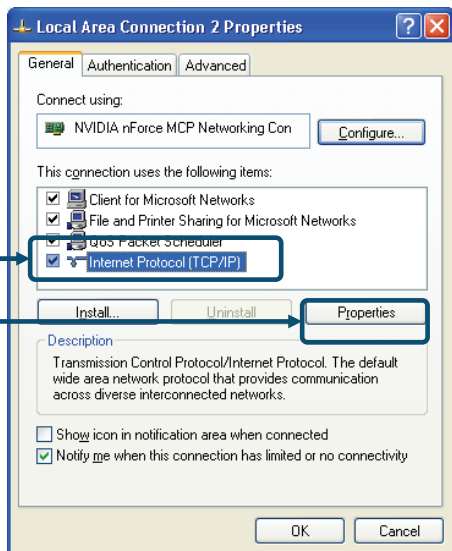 Local Area Connection 2 Properties
General Authentication Advanced
Connect using:
NVIDIA nForce MCP Networking Con
Configure...
This connection uses the following items:
Client for Microsoft Networks
File and Printer Sharing for Microsoft Networks
QoS Packet Scheduler
Internet Protocol (TCP/IP)
Install... Uninstall Properties
Description
Transmission Control Protocol/Internet Protocol. The default
wide area network protocol that provides communication
across diverse interconnected networks.
Show icon in notification area when connected
Notify me when this connection has limited or no connectivity
OK Cancel